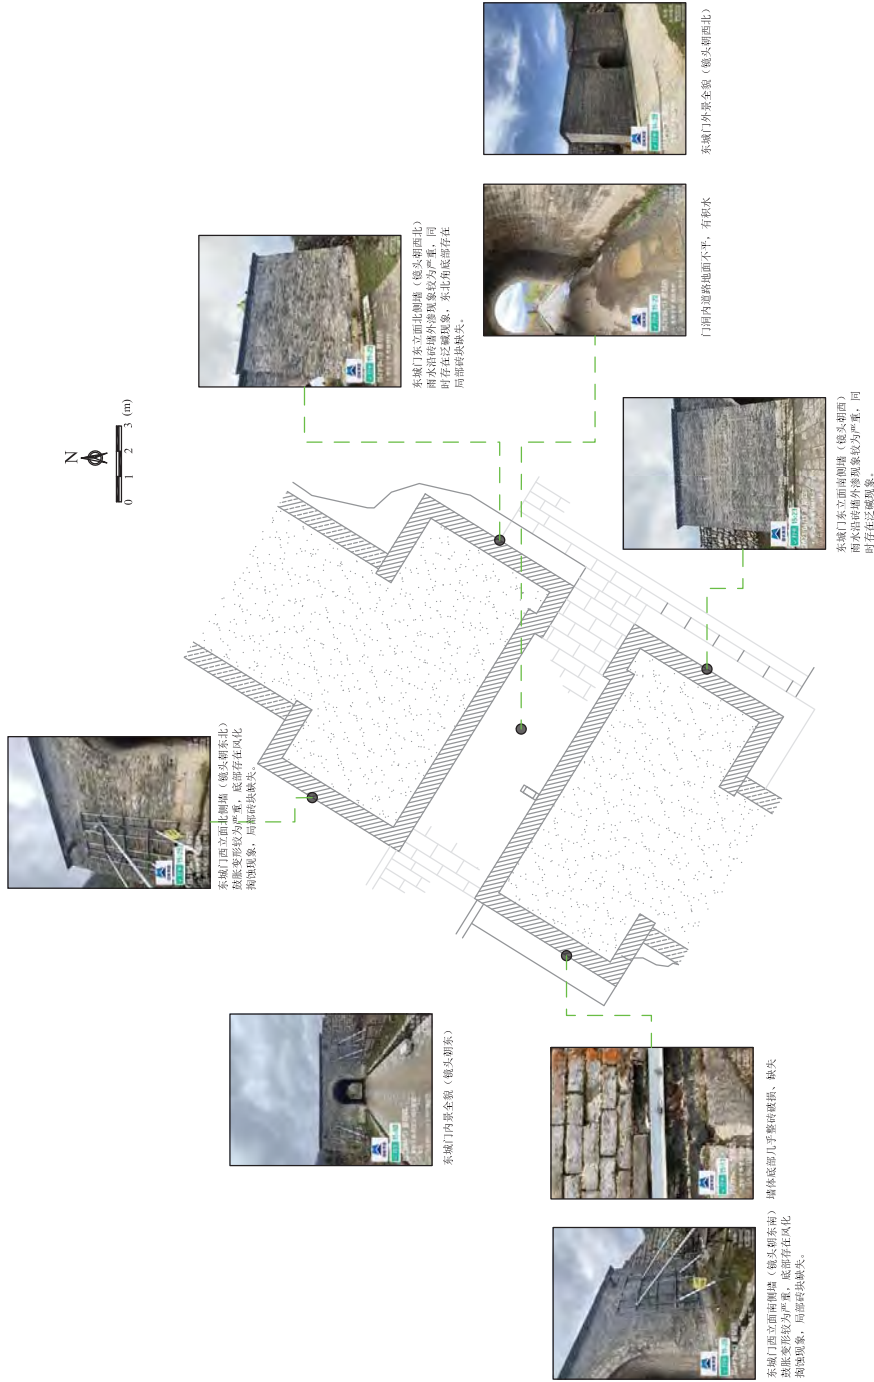 东城门外景全貌（镜头朝西北）
门洞内道路地面不平，有积水
东城门东立面北侧墙（镜头朝西北）
雨水沿砖墙外渗现象较为严重，同
时存在泛碱现象，东北角底部存在
局部砖块缺失。
N
0 1 2 3 (m)
东城门东立面南侧墙（镜头朝西）
雨水沿砖墙外渗现象较为严重，同
时存在泛碱现象。
东城门西立面北侧墙（镜头朝东北）
鼓胀变形较为严重，底部存在风化
掏蚀现象，局部砖块缺失。
东城门内景全貌（镜头朝东）
墙体底部几乎整砖破损、缺失
东城门西立面南侧墙（镜头朝东南）
鼓胀变形较为严重，底部存在风化
掏蚀现象，局部砖块缺失。